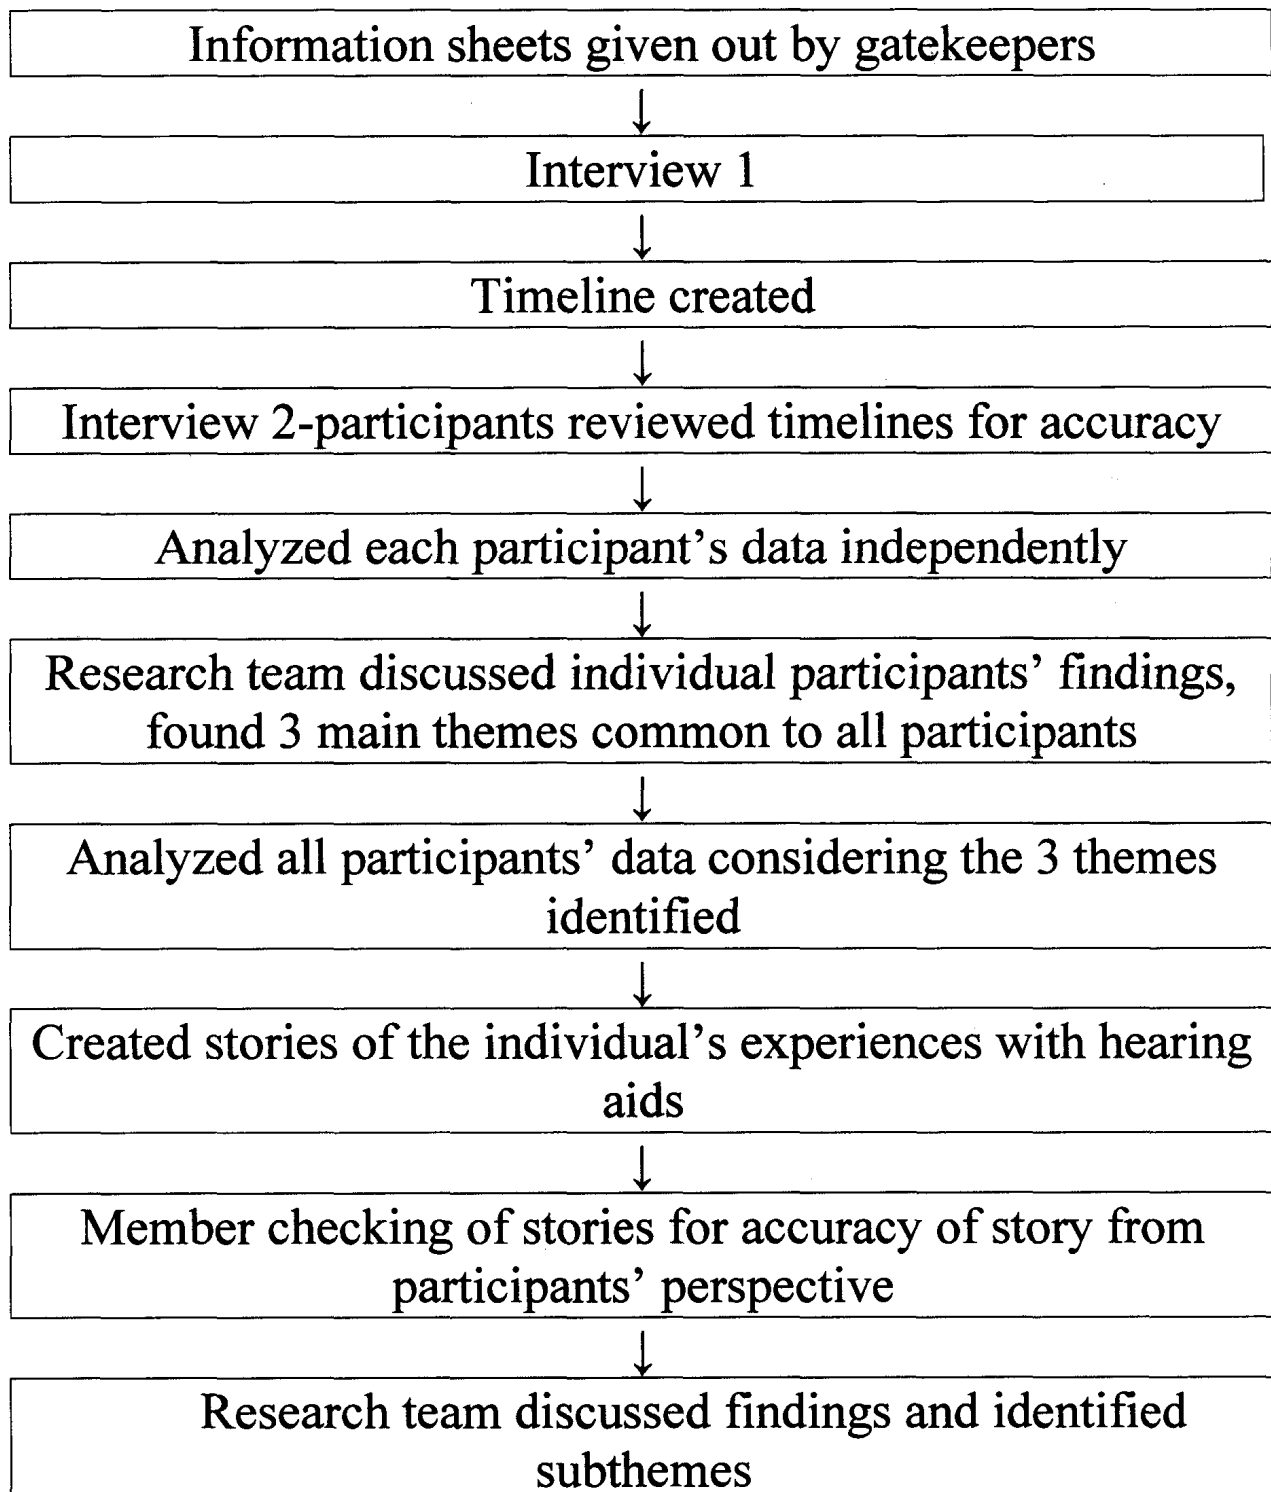 Information sheets given out by gatekeepers
↓
Interview 1
↓
Timeline created
↓
Interview 2-participants reviewed timelines for accuracy
↓
Analyzed each participant's data independently
↓
Research team discussed individual participants' findings,
found 3 main themes common to all participants
↓
Analyzed all participants' data considering the 3 themes
identified
↓
Created stories of the individual's experiences with hearing
aids
↓
Member checking of stories for accuracy of story from
participants' perspective
↓
Research team discussed findings and identified
subthemes